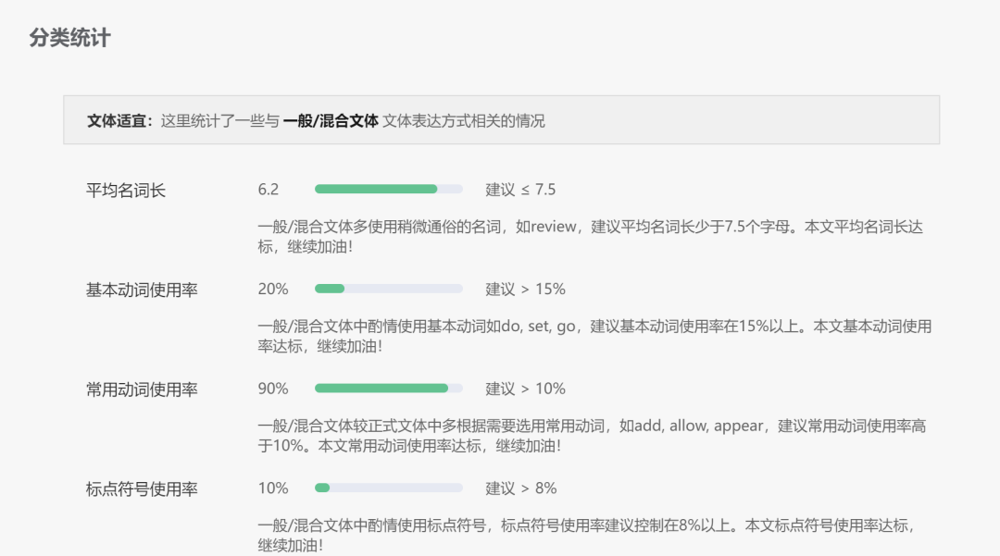 分类统计
文体适宜：这里统计了一些与 一般/混合文体 文体表达方式相关的情况
平均名词长 6.2 建议 ≤ 7.5
一般/混合文体多使用稍微通俗的名词，如review，建议平均名词长少于7.5个字母。本文平均名词长达
标，继续加油！
基本动词使用率 20% 建议 > 15%
一般/混合文体中酌情使用基本动词如do, set, go，建议基本动词使用率在15%以上。本文基本动词使用
率达标，继续加油！
常用动词使用率 90% 建议 > 10%
一般/混合文体较正式文体中多根据需要选用常用动词，如add, allow, appear，建议常用动词使用率高
于10%。本文常用动词使用率达标，继续加油！
标点符号使用率 10% 建议 > 8%
一般/混合文体中酌情使用标点符号，标点符号使用率建议控制在8%以上。本文标点符号使用率达标，
继续加油！